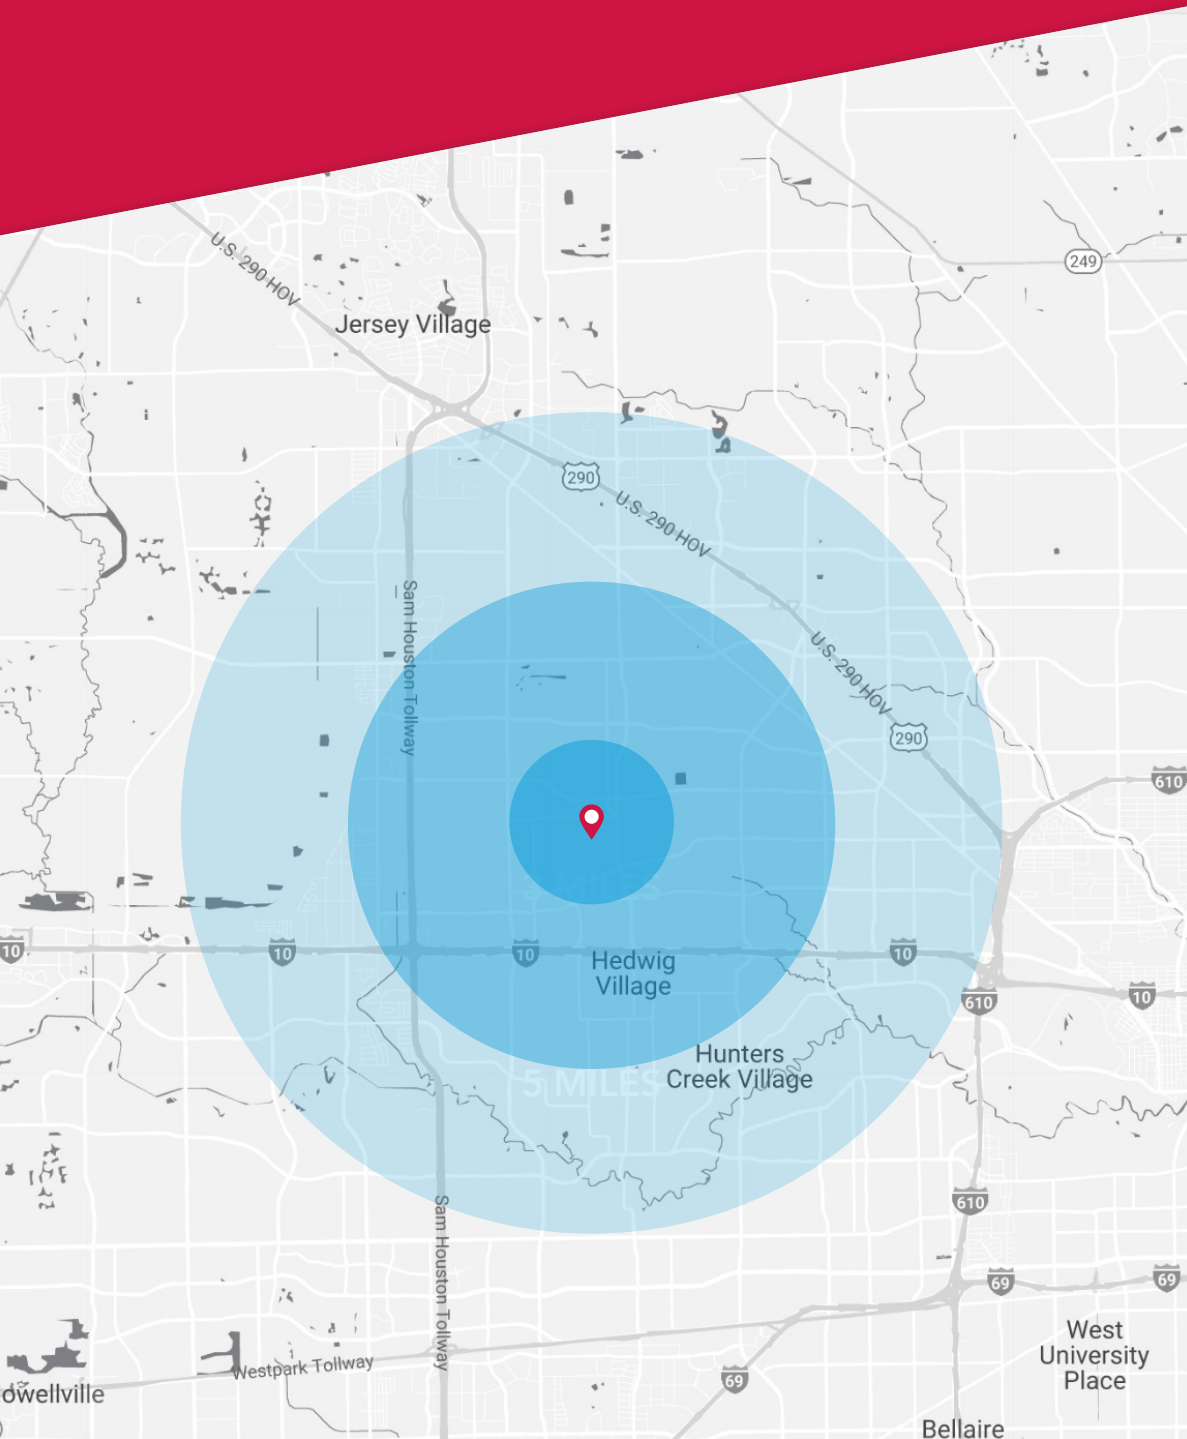 U.S. 290 HOV
249
Jersey Village
290
U.S. 290 HOV
Sam Houston Tollway
U.S. 290 HOV
290
610
3 MILES
10
10
10
10
Hedwig
Village
610
10
Hunters
Creek Village
5 MILES
610
Sam Houston Tollway
69
69
West
University
Place
Westpark Tollway
69
owellville
Bellaire